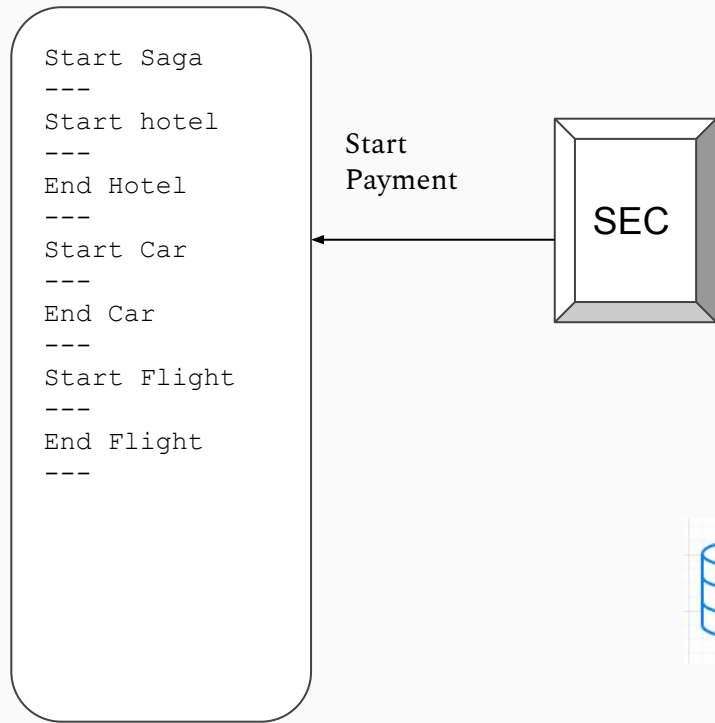 Start Saga
---
Start hotel
---
End Hotel
---
Start Car
---
End Car
---
Start Flight
---
End Flight
---
Start
Payment
SEC